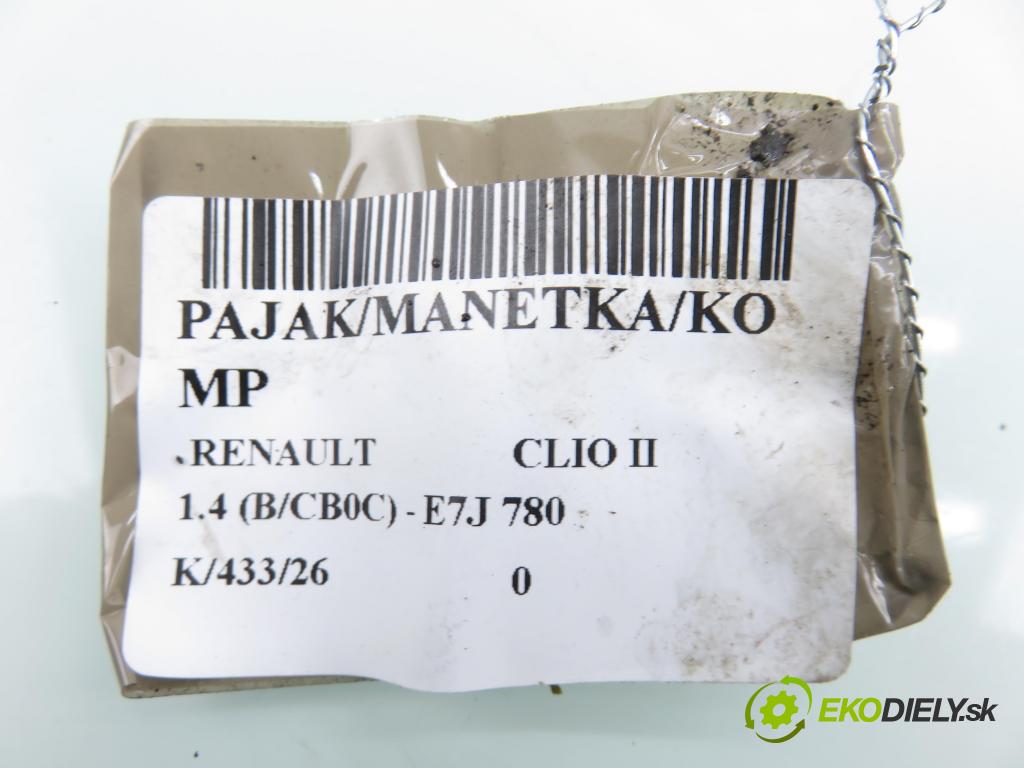 PAJAK/MANETKA/KO
MP
.RENAULT CLIO II
1.4 (B/CB0C) - E7J 780
K/433/26 0
EKODIELY.sk